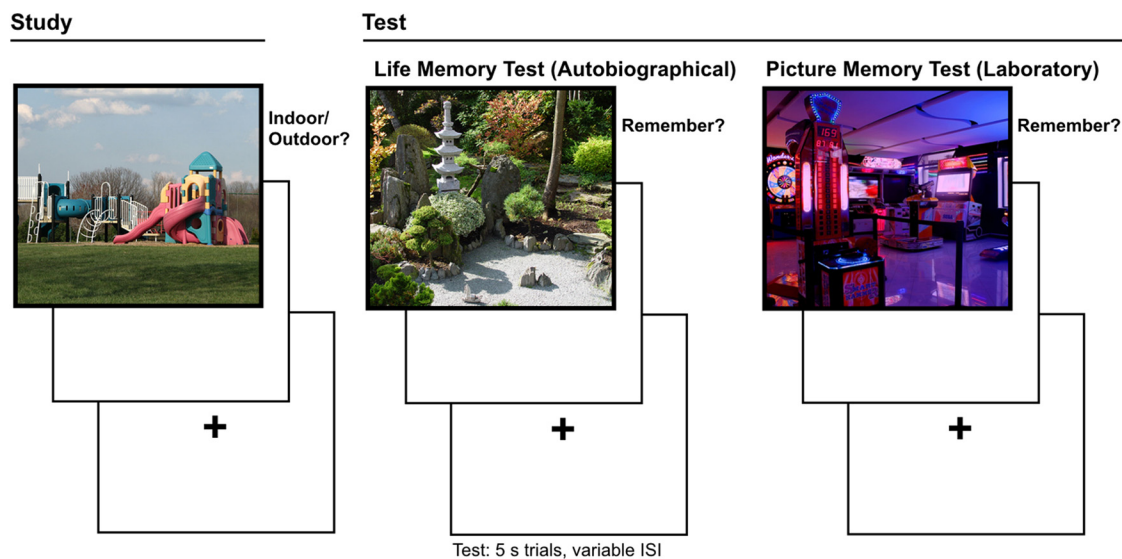 Study
Test
Life Memory Test (Autobiographical)
Picture Memory Test (Laboratory)
Indoor/
Outdoor?
Remember?
Remember?
169
+
+
+
Test: 5 s trials, variable ISI